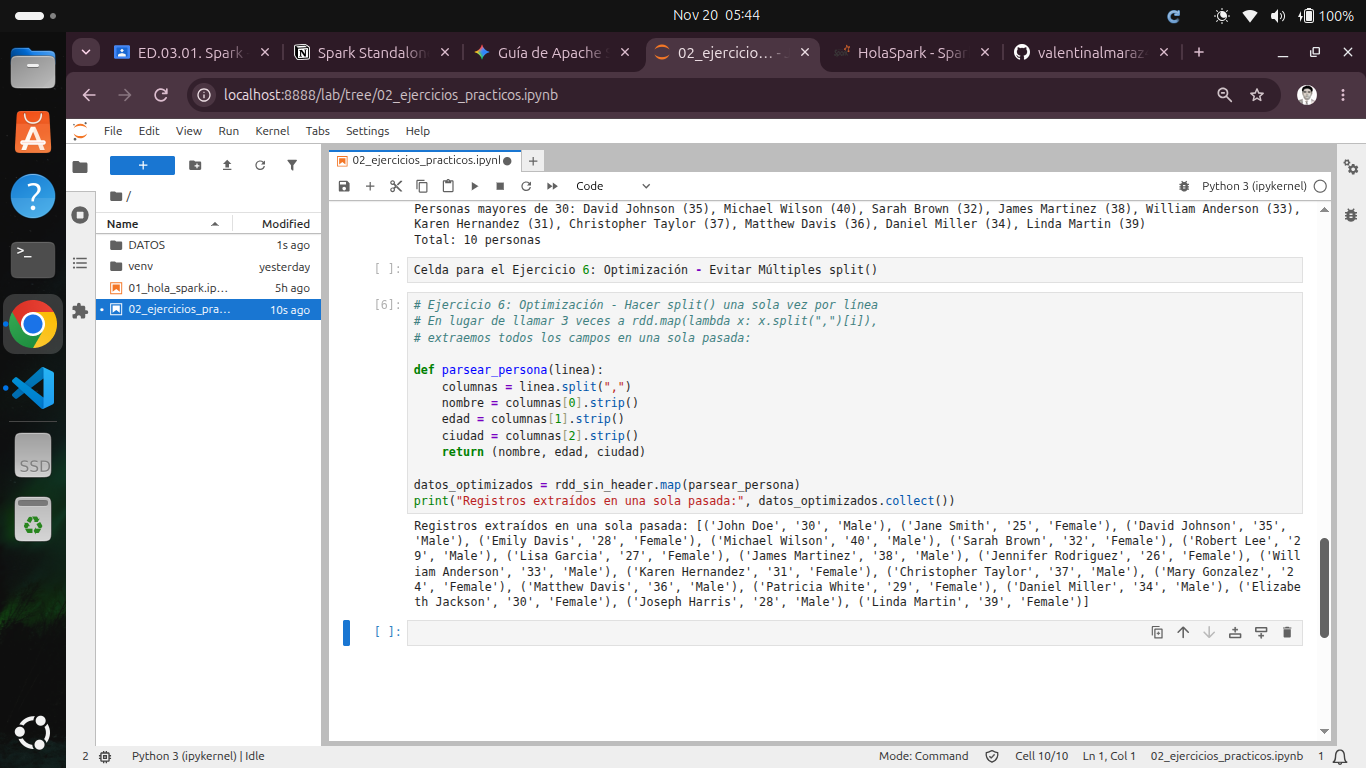 Nov 20 05:44
100%
ED.03.01. Spark
Spark Standalon
Guía de Apache
02_ejercicio… -
HolaSpark - Spar
valentinalmaraz
localhost:8888/lab/tree/02_ejercicios_practicos.ipynb
File Edit View Run Kernel Tabs Settings Help
/
Name Modified
DATOS 1s ago
venv yesterday
01_hola_spark.ip… 5h ago
02_ejercicios_pra… 10s ago
02_ejercicios_practicos.ipynl
Code
Python 3 (ipykernel)
Personas mayores de 30: David Johnson (35), Michael Wilson (40), Sarah Brown (32), James Martinez (38), William Anderson (33),
Karen Hernandez (31), Christopher Taylor (37), Matthew Davis (36), Daniel Miller (34), Linda Martin (39)
Total: 10 personas
[ ]: Celda para el Ejercicio 6: Optimización - Evitar Múltiples split()
[6]: # Ejercicio 6: Optimización - Hacer split() una sola vez por línea
# En lugar de llamar 3 veces a rdd.map(lambda x: x.split(",")[i]),
# extraemos todos los campos en una sola pasada:
def parsear_persona(linea):
columnas = linea.split(",")
nombre = columnas[0].strip()
edad = columnas[1].strip()
ciudad = columnas[2].strip()
return (nombre, edad, ciudad)
datos_optimizados = rdd_sin_header.map(parsear_persona)
print("Registros extraídos en una sola pasada:", datos_optimizados.collect())
Registros extraídos en una sola pasada: [('John Doe', '30', 'Male'), ('Jane Smith', '25', 'Female'), ('David Johnson', '35',
'Male'), ('Emily Davis', '28', 'Female'), ('Michael Wilson', '40', 'Male'), ('Sarah Brown', '32', 'Female'), ('Robert Lee', '2
9', 'Male'), ('Lisa Garcia', '27', 'Female'), ('James Martinez', '38', 'Male'), ('Jennifer Rodriguez', '26', 'Female'), ('Will
iam Anderson', '33', 'Male'), ('Karen Hernandez', '31', 'Female'), ('Christopher Taylor', '37', 'Male'), ('Mary Gonzalez', '2
4', 'Female'), ('Matthew Davis', '36', 'Male'), ('Patricia White', '29', 'Female'), ('Daniel Miller', '34', 'Male'), ('Elizabe
th Jackson', '30', 'Female'), ('Joseph Harris', '28', 'Male'), ('Linda Martin', '39', 'Female')]
[ ]:
SSD
2 Python 3 (ipykernel) | Idle Mode: Command Cell 10/10 Ln 1, Col 1 02_ejercicios_practicos.ipynb 1